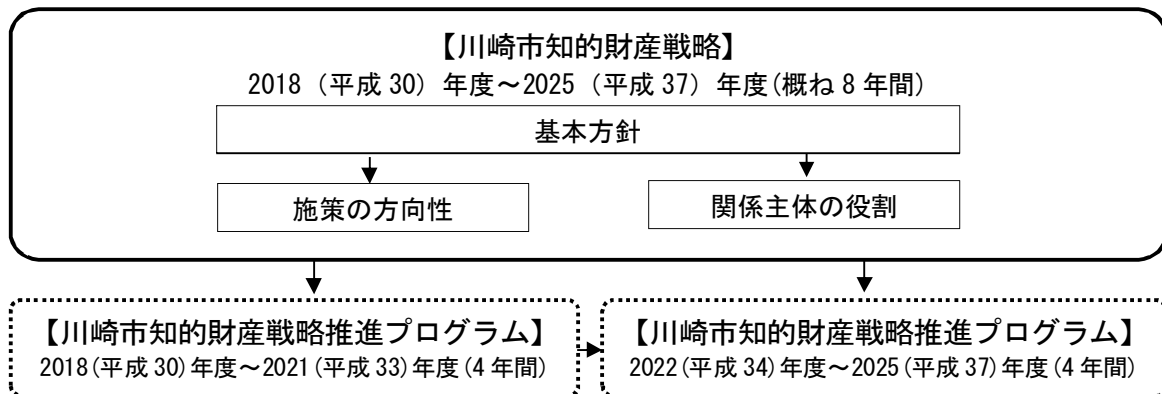 【川崎市知的財産戦略】
2018（平成 30）年度～2025（平成 37）年度(概ね 8 年間)
基本方針
施策の方向性
関係主体の役割
【川崎市知的財産戦略推進プログラム】
2018(平成 30)年度～2021(平成 33)年度(4 年間)
【川崎市知的財産戦略推進プログラム】
2022(平成 34)年度～2025(平成 37)年度(4 年間)